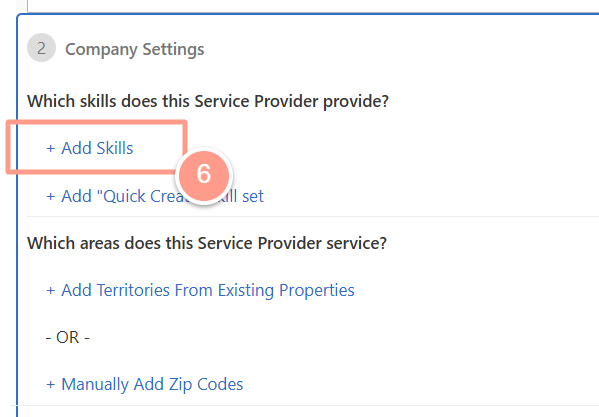 2 Company Settings
Which skills does this Service Provider provide?
+ Add Skills
6
+ Add "Quick Crea kill set
Which areas does this Service Provider service?
+ Add Territories From Existing Properties
- OR -
+ Manually Add Zip Codes